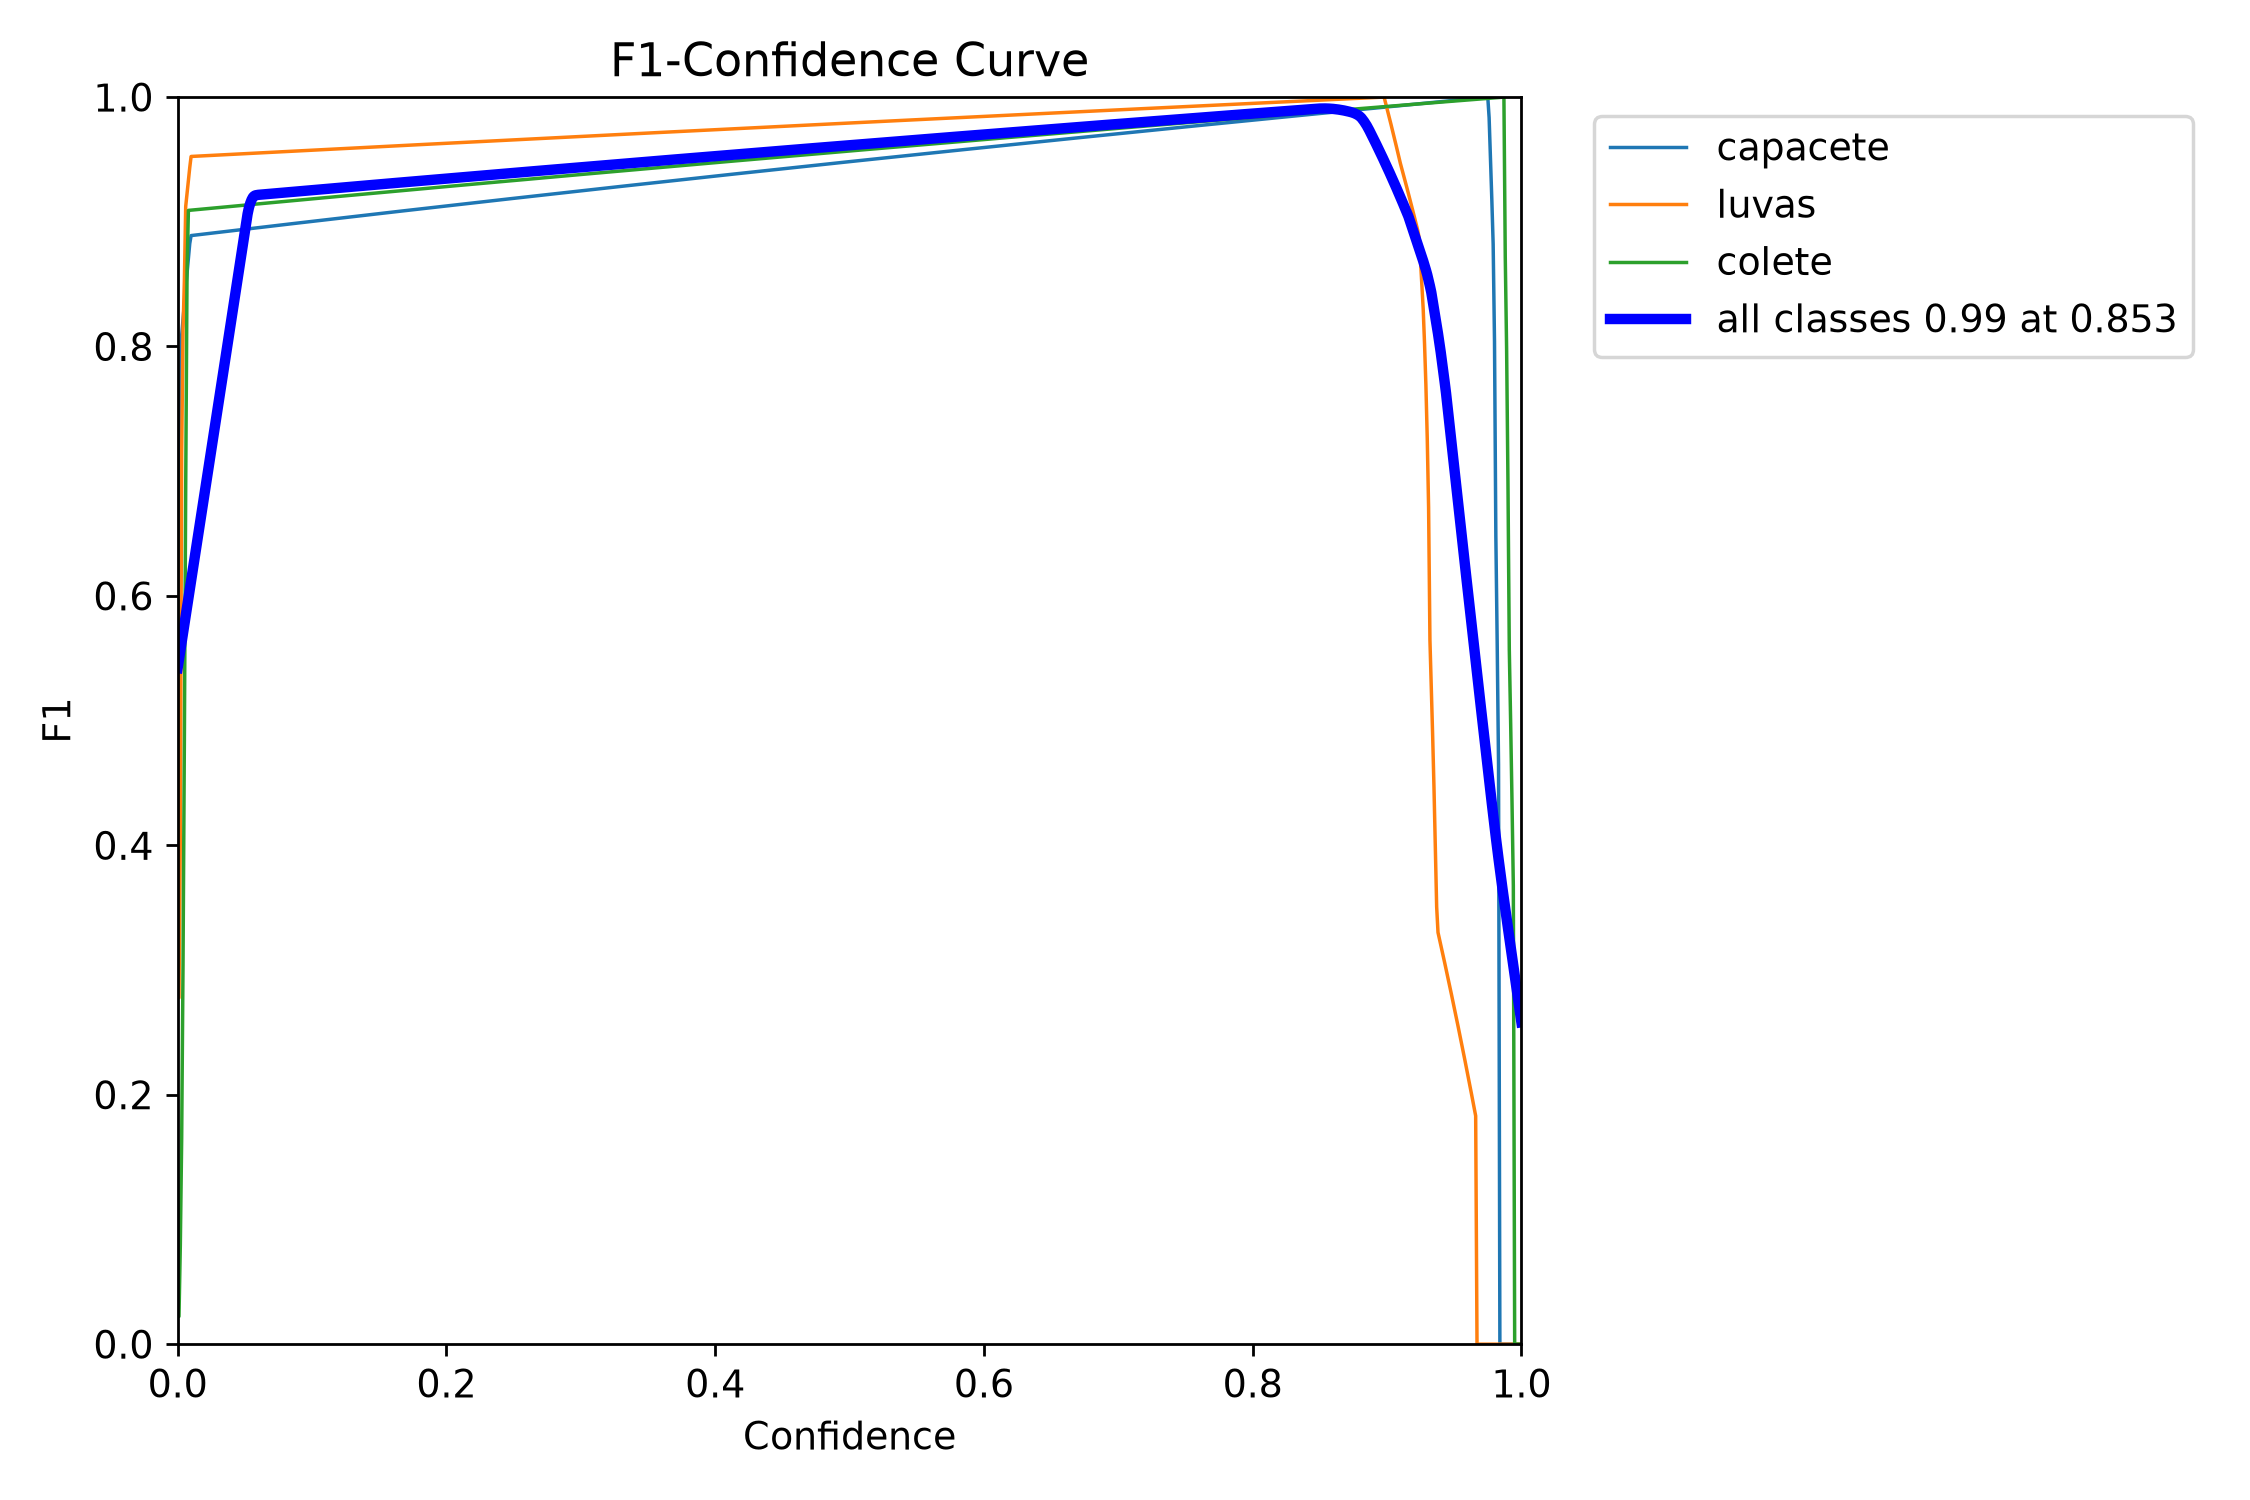 F1-Confidence Curve
1.0
0.8
0.6
0.4
0.2
0.0
F1
0.0 0.2 0.4 0.6 0.8 1.0
Confidence
capacete
luvas
colete
all classes 0.99 at 0.853